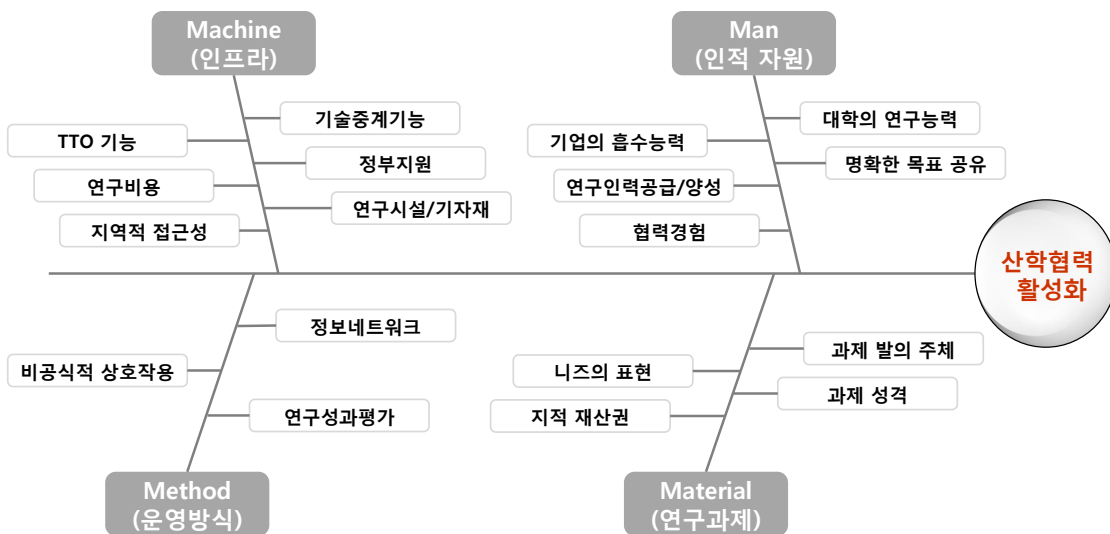 Machine
(인프라)
Man
(인적 자원)
기술중계기능
TTO 기능
정부지원
연구비용
연구시설/기자재
지역적 접근성
대학의 연구능력
기업의 흡수능력
명확한 목표 공유
연구인력공급/양성
협력경험
산학협력
활성화
정보네트워크
비공식적 상호작용
연구성과평가
과제 발의 주체
니즈의 표현
과제 성격
지적 재산권
Method
(운영방식)
Material
(연구과제)